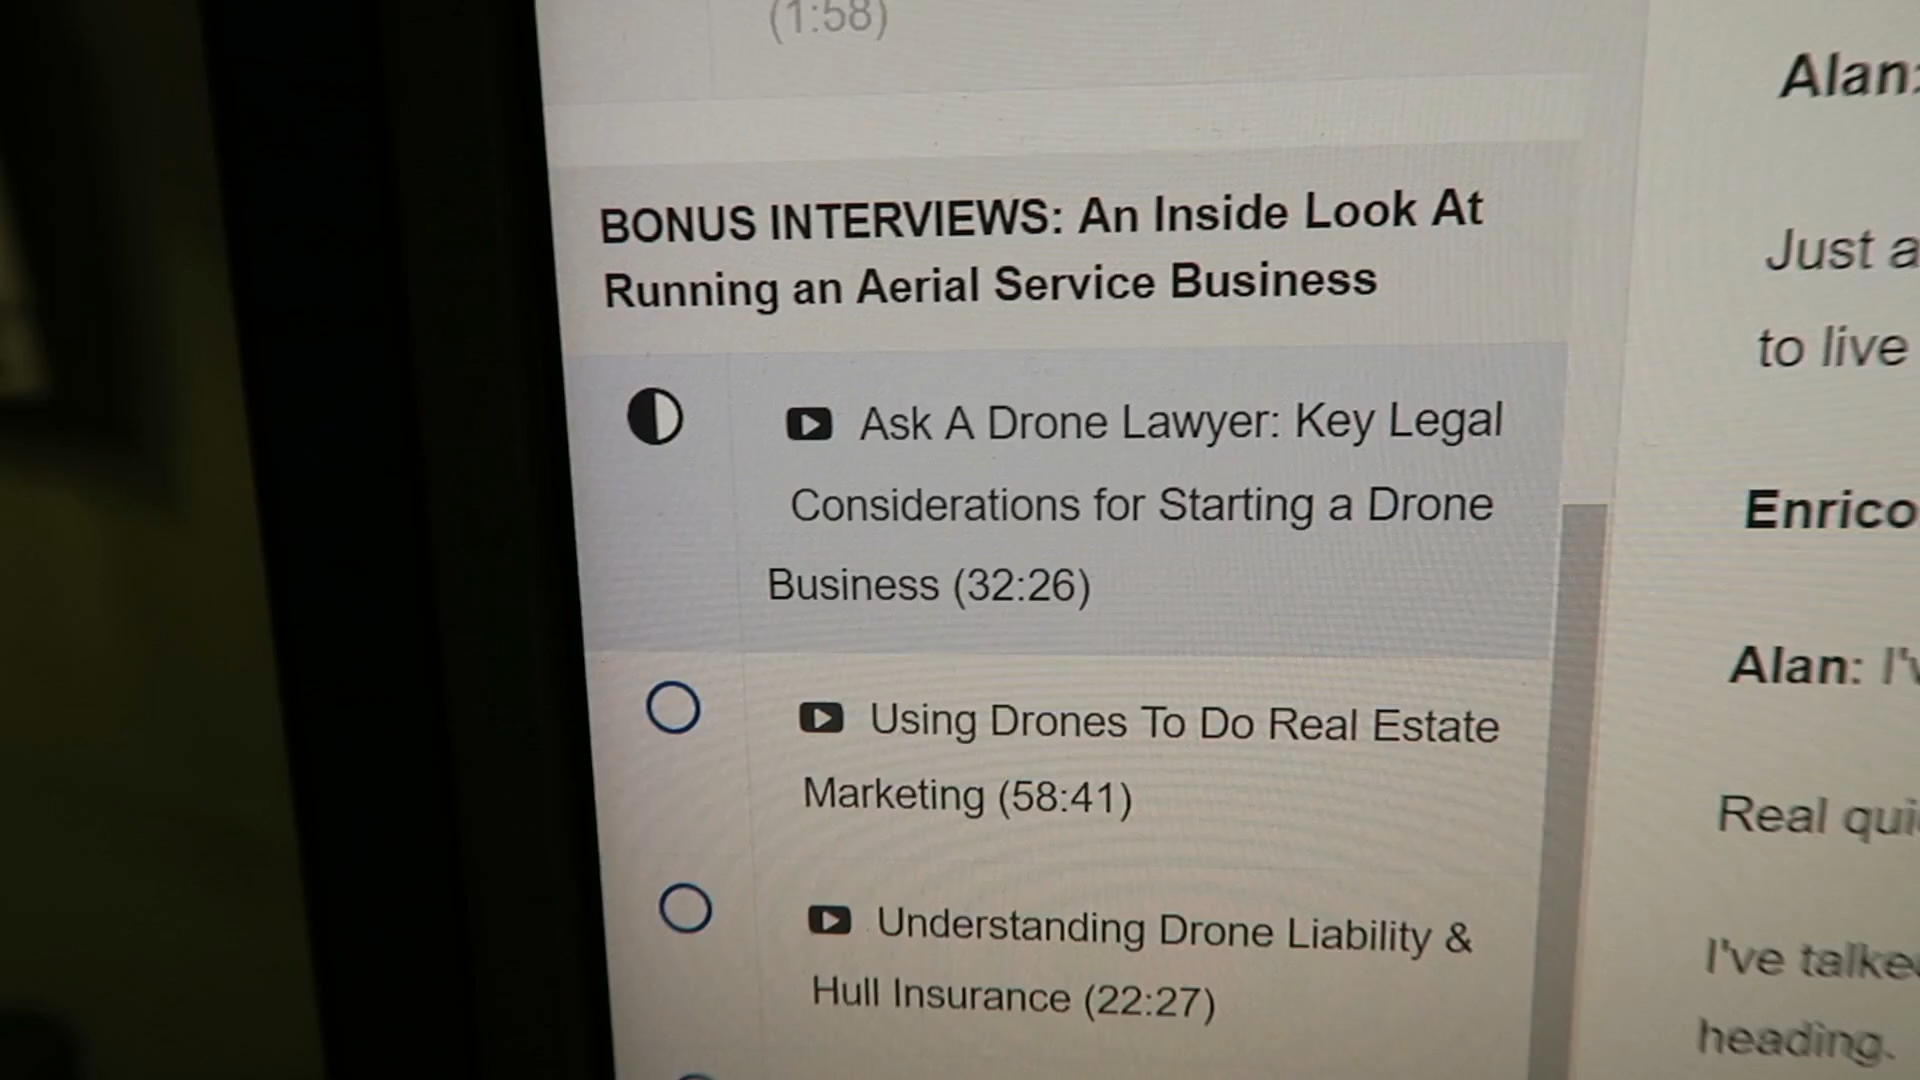 (1:58)
BONUS INTERVIEWS: An Inside Look At
Running an Aerial Service Business
Ask A Drone Lawyer: Key Legal
Considerations for Starting a Drone
Business (32:26)
Using Drones To Do Real Estate
Marketing (58:41)
Understanding Drone Liability &
Hull Insurance (22:27)
Alan:
Just a
to live
Enrico
Alan: I'v
Real qui
I've talke
heading.